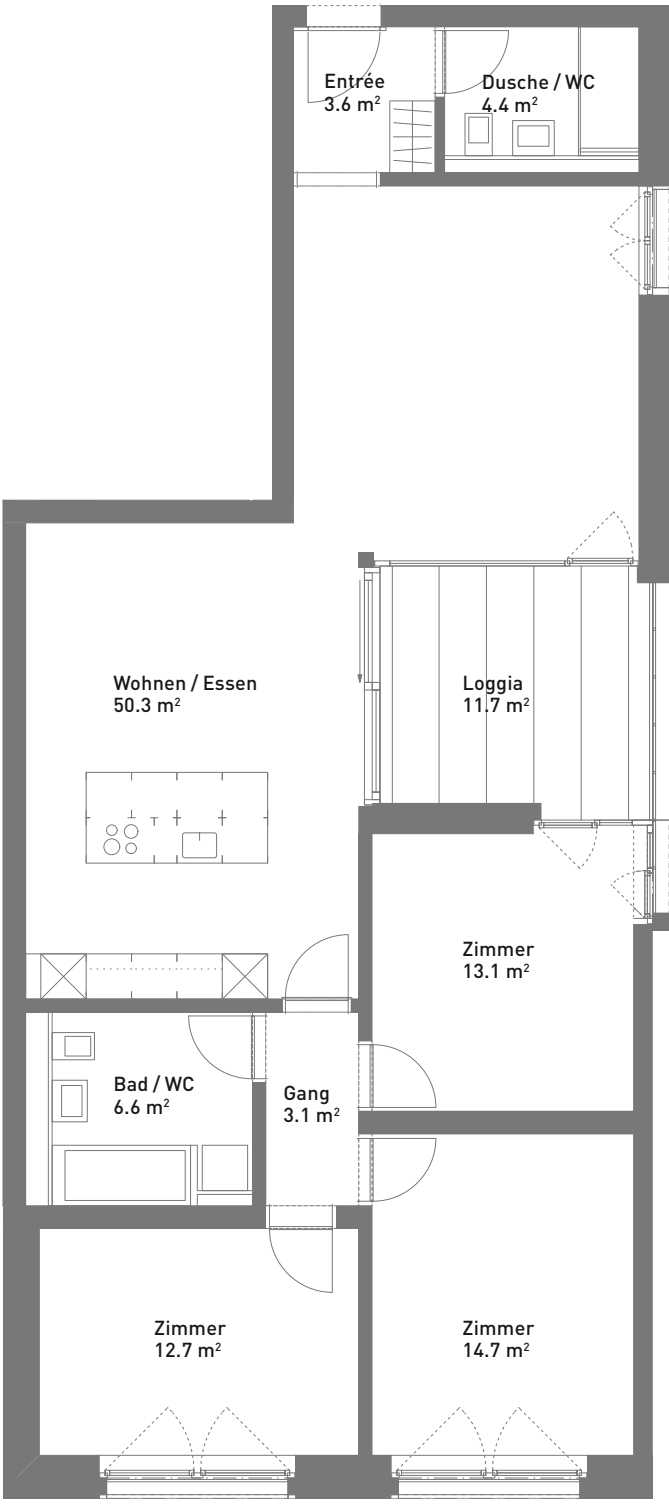 Entrée
3.6 m²
Dusche / WC
4.4 m²
Wohnen / Essen
50.3 m²
Loggia
11.7 m²
Zimmer
13.1 m²
Bad / WC
6.6 m²
Gang
3.1 m²
Zimmer
12.7 m²
Zimmer
14.7 m²